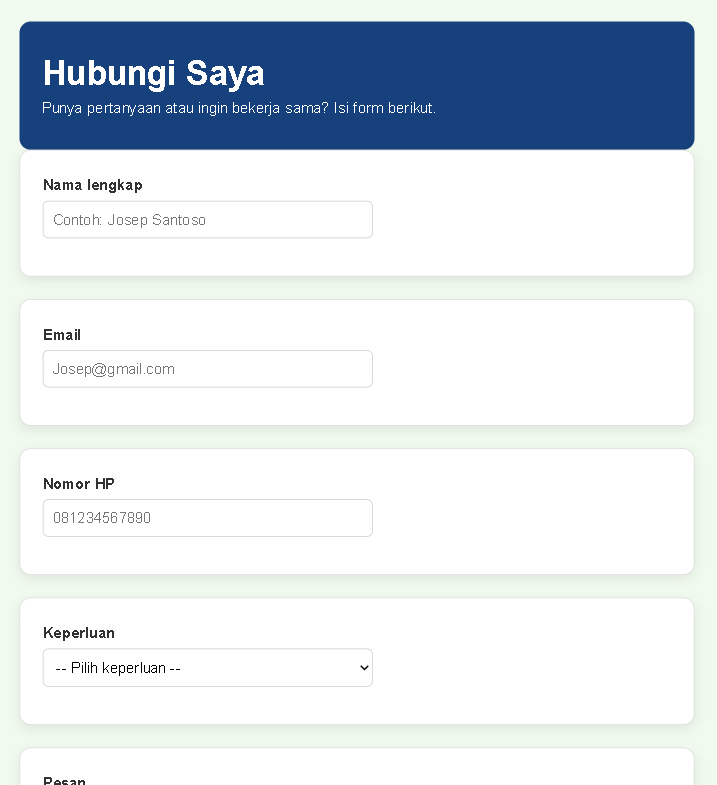 Hubungi Saya
Punya pertanyaan atau ingin bekerja sama? Isi form berikut.
Nama lengkap
Contoh: Josep Santoso
Email
Josep@gmail.com
Nomor HP
081234567890
Keperluan
-- Pilih keperluan --
Pesan